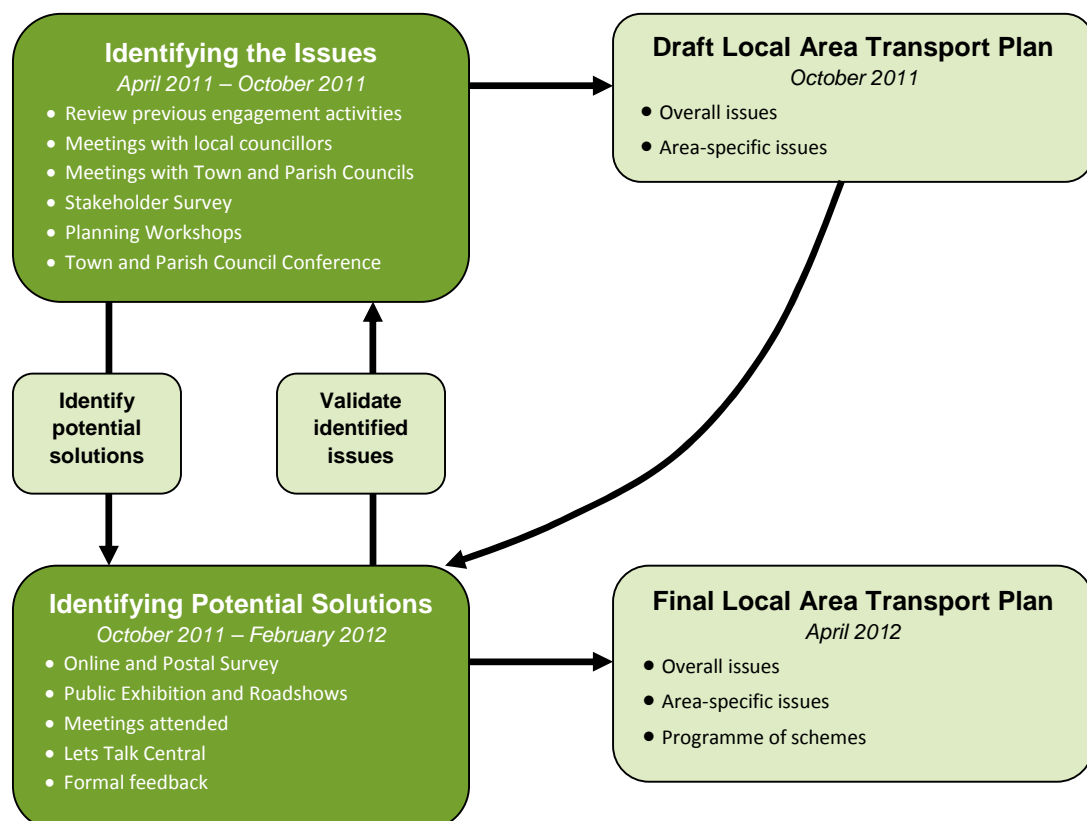 Identifying the Issues
April 2011 – October 2011
• Review previous engagement activities
• Meetings with local councillors
• Meetings with Town and Parish Councils
• Stakeholder Survey
• Planning Workshops
• Town and Parish Council Conference
Draft Local Area Transport Plan
October 2011
• Overall issues
• Area-specific issues
Identify
potential
solutions
Validate
identified
issues
Identifying Potential Solutions
October 2011 – February 2012
• Online and Postal Survey
• Public Exhibition and Roadshows
• Meetings attended
• Lets Talk Central
• Formal feedback
Final Local Area Transport Plan
April 2012
• Overall issues
• Area-specific issues
• Programme of schemes